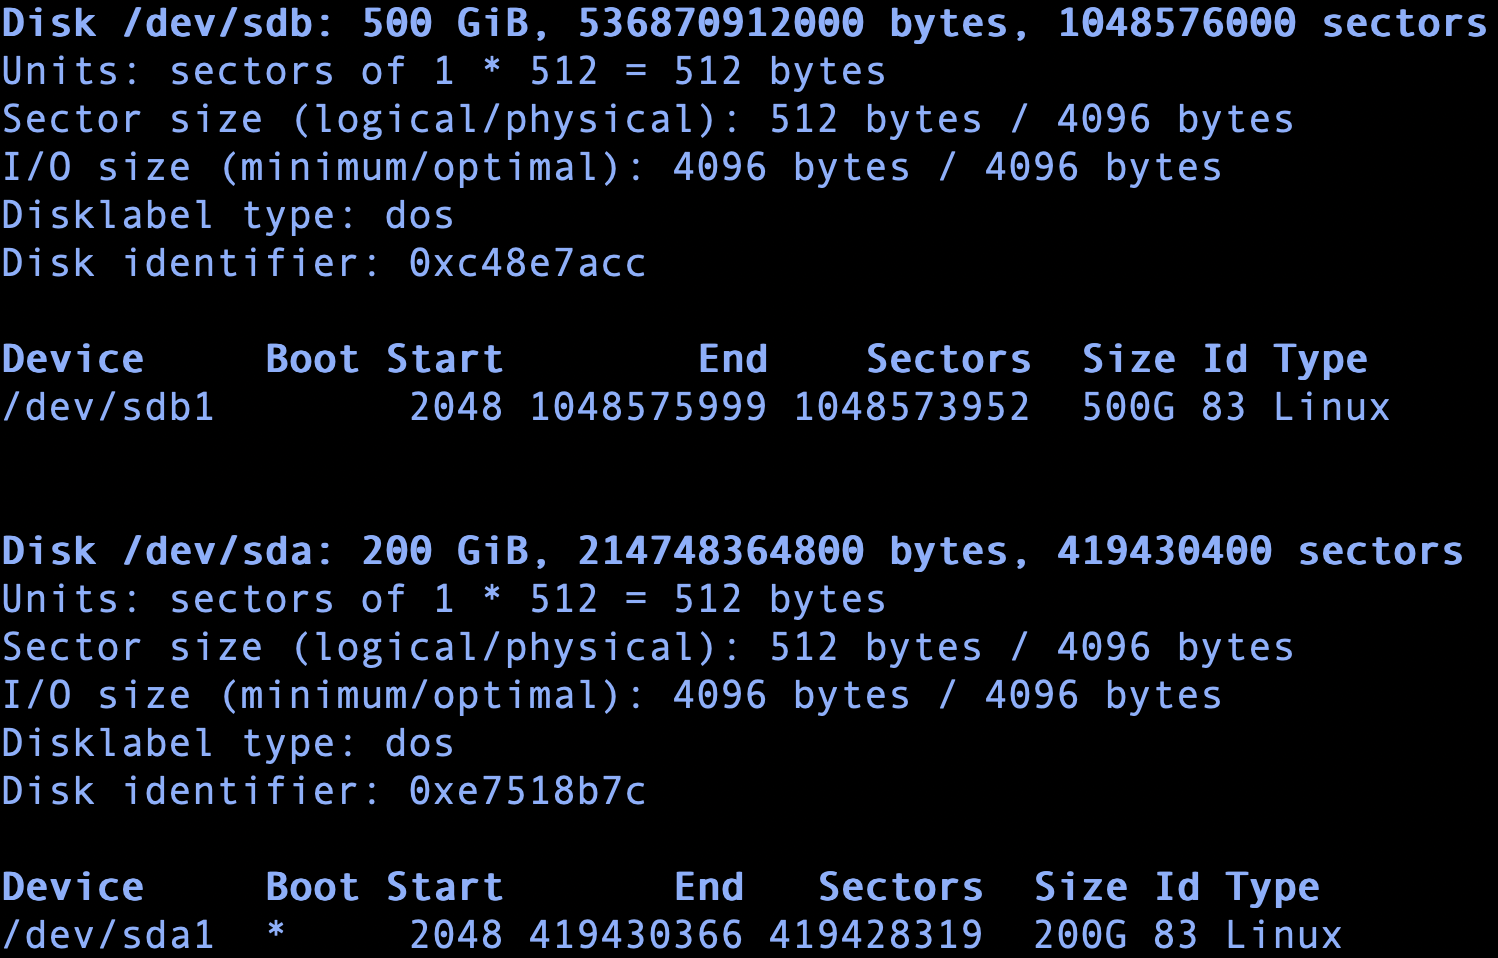 Disk /dev/sdb: 500 GiB, 536870912000 bytes, 1048576000 sectors
Units: sectors of 1 * 512 = 512 bytes
Sector size (logical/physical): 512 bytes / 4096 bytes
I/O size (minimum/optimal): 4096 bytes / 4096 bytes
Disklabel type: dos
Disk identifier: 0xc48e7acc
Device     Boot Start        End    Sectors  Size Id Type
/dev/sdb1        2048 1048575999 1048573952  500G 83 Linux
Disk /dev/sda: 200 GiB, 214748364800 bytes, 419430400 sectors
Units: sectors of 1 * 512 = 512 bytes
Sector size (logical/physical): 512 bytes / 4096 bytes
I/O size (minimum/optimal): 4096 bytes / 4096 bytes
Disklabel type: dos
Disk identifier: 0xe7518b7c
Device     Boot Start       End   Sectors  Size Id Type
/dev/sda1  *     2048 419430366 419428319  200G 83 Linux